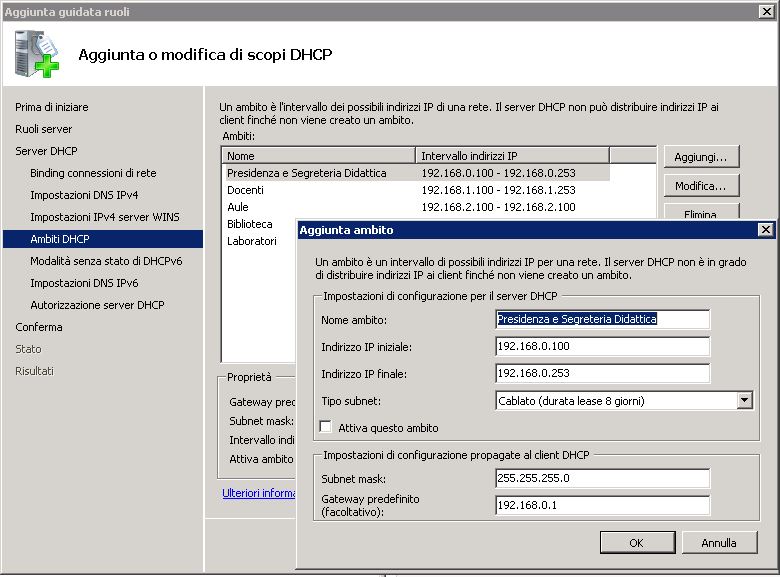 Aggiunta guidata ruoli
Aggiunta o modifica di scopi DHCP
Prima di iniziare
Ruoli server
Server DHCP
Binding connessioni di rete
Impostazioni DNS IPv4
Impostazioni IPv4 server WINS
Ambiti DHCP
Modalità senza stato di DHCPv6
Impostazioni DNS IPv6
Autorizzazione server DHCP
Conferma
Stato
Risultati
Un ambito è l'intervallo dei possibili indirizzi IP di una rete. Il server DHCP non può distribuire indirizzi IP ai
client finché non viene creato un ambito.
Ambiti:
Nome Intervallo indirizzi IP
Presidenza e Segreteria Didattica 192.168.0.100 - 192.168.0.253
Docenti 192.168.1.100 - 192.168.1.253
Aule 192.168.2.100 - 192.168.2.100
Biblioteca
Laboratori
Aggiungi...
Modifica...
Elimina
Proprietà
Gateway pred
Subnet mask:
Intervallo indi
Attiva ambito
Ulteriori informa
Aggiunta ambito
Un ambito è un intervallo di possibili indirizzi IP per una rete. Il server DHCP non è in grado
di distribuire indirizzi IP ai client finché non viene creato un ambito.
Impostazioni di configurazione per il server DHCP
Nome ambito: Presidenza e Segreteria Didattica
Indirizzo IP iniziale: 192.168.0.100
Indirizzo IP finale: 192.168.0.253
Tipo subnet: Cablato (durata lease 8 giorni)
Attiva questo ambito
Impostazioni di configurazione propagate al client DHCP
Subnet mask: 255.255.255.0
Gateway predefinito
(facoltativo): 192.168.0.1
OK Annulla